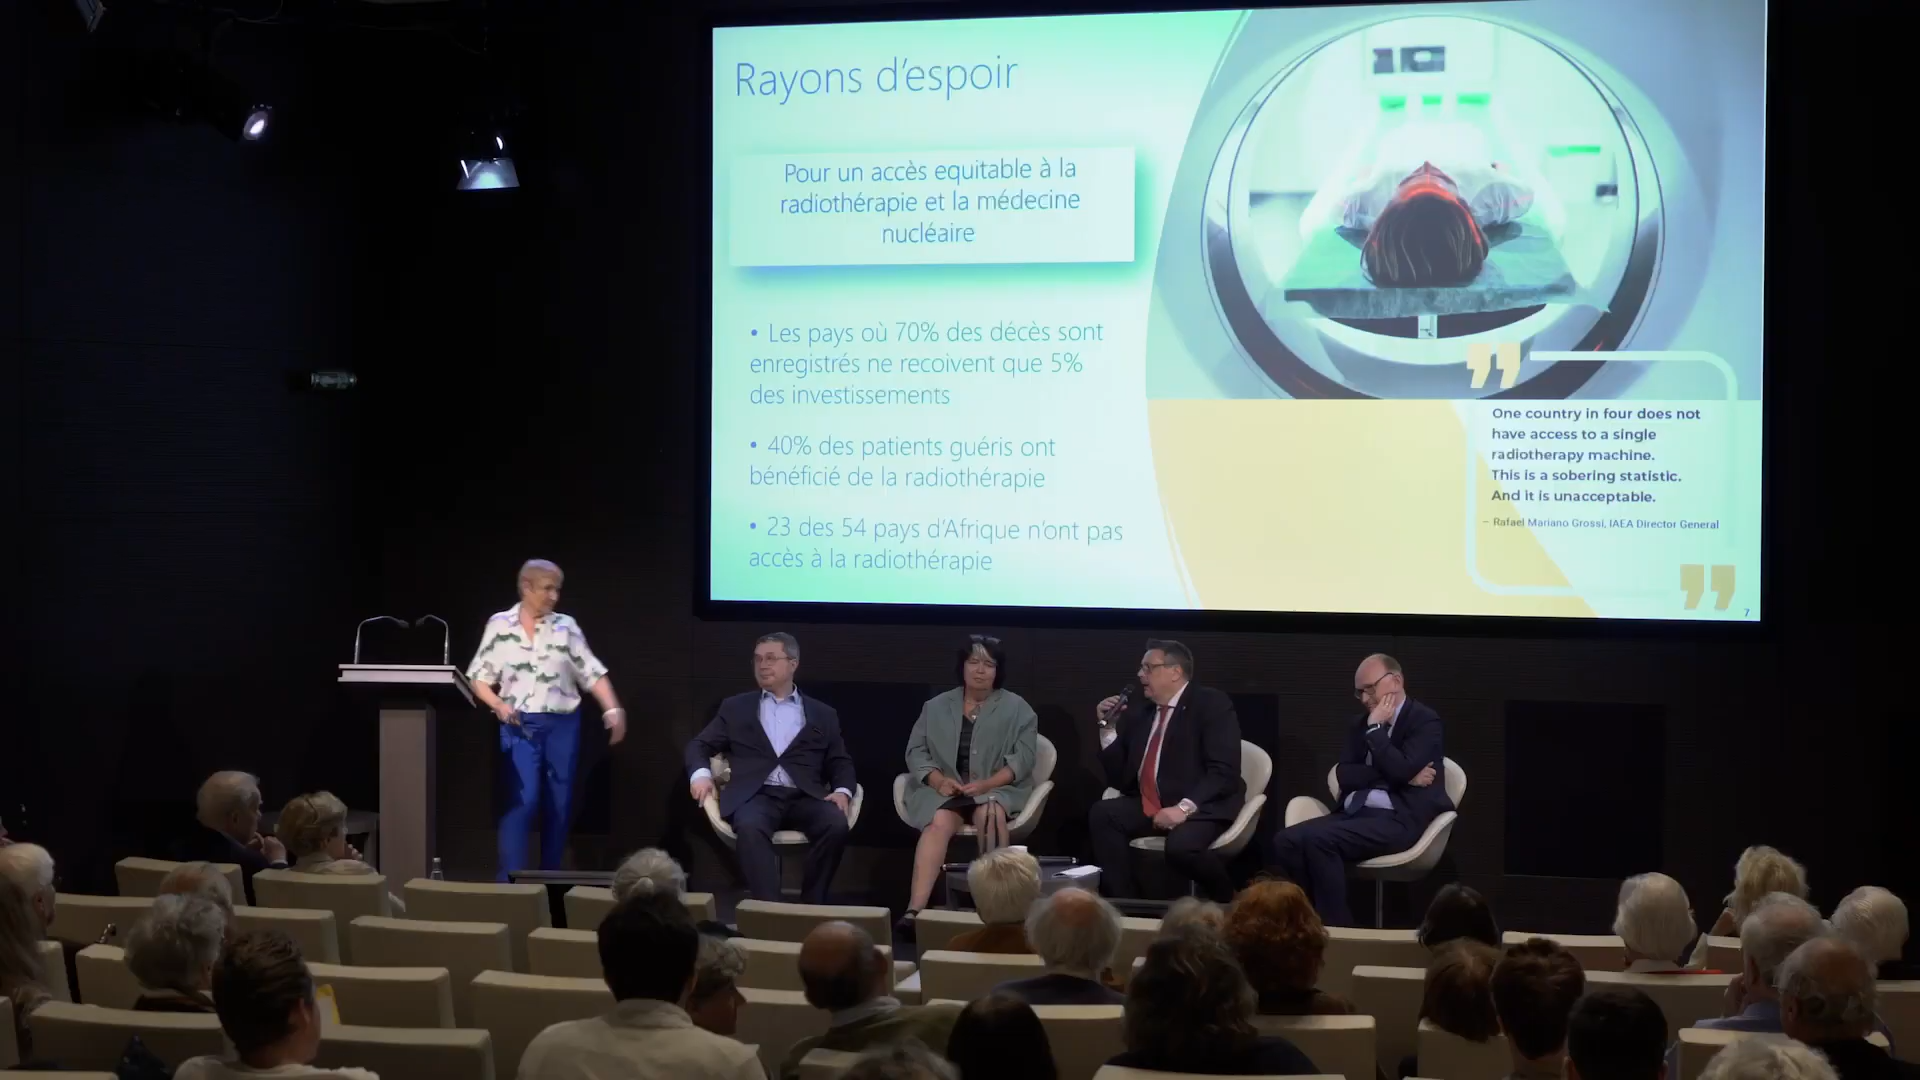 Rayons d'espoir
Pour un accès equitable à la
radiothérapie et la médecine
nucléaire
• Les pays où 70% des décès sont
enregistrés ne recoivent que 5%
des investissements
• 40% des patients guéris ont
bénéficié de la radiothérapie
• 23 des 54 pays d'Afrique n'ont pas
accès à la radiothérapie
One country in four does not
have access to a single
radiotherapy machine.
This is a sobering statistic.
And it is unacceptable.
– Rafael Mariano Grossi, IAEA Director General
7